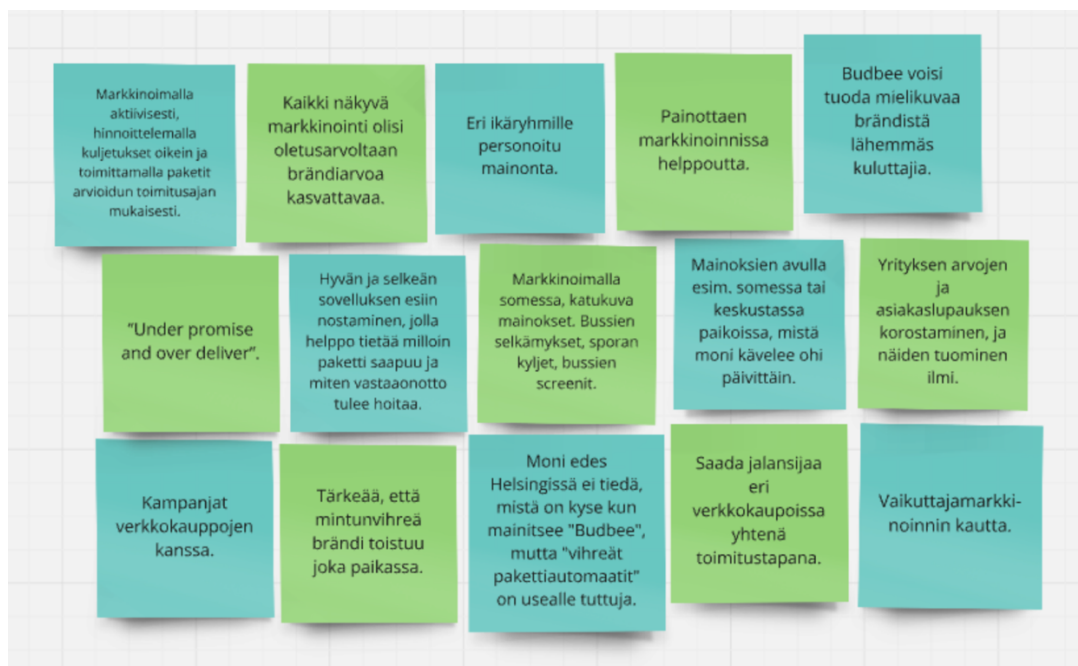 Markkinoimalla
aktiivisesti,
hinnoittelemalla
kuljetukset oikein ja
toimittamalla paketit
arvioidun toimitusajan
mukaisesti.
Kaikki näkyvä
markkinointi olisi
oletusarvoltaan
brändiarvoa
kasvattavaa.
Eri ikäryhmille
personoitu
mainonta.
Painottaen
markkinoinnissa
helppoutta.
Budbee voisi
tuoda mielikuvaa
brändistä
lähemmäs
kuluttajia.
"Under promise
and over deliver".
Hyvän ja selkeän
sovelluksen esiin
nostaminen, jolla
helppo tietää milloin
paketti saapuu ja
miten vastaaonotto
tulee hoitaa.
Markkinoimalla
somessa, katukuva
mainokset. Bussien
selkämykset, sporan
kyljet, bussien
screenit.
Mainoksien avulla
esim. somessa tai
keskustassa
paikoissa, mistä
moni kävelee ohi
päivittäin.
Yrityksen arvojen
ja
asiakaslupauksen
korostaminen, ja
näiden tuominen
ilmi.
Kampanjat
verkkokauppojen
kanssa.
Tärkeää, että
mintunvihreä
brändi toistuu
joka paikassa.
Moni edes
Helsingissä ei tiedä,
mistä on kyse kun
mainitsee "Budbee",
mutta "vihreät
pakettiautomaatit"
on usealle tuttuja.
Saada jalansijaa
eri
verkkokaupoissa
yhtenä
toimitustapana.
Vaikuttajamarkki-
noinnin kautta.